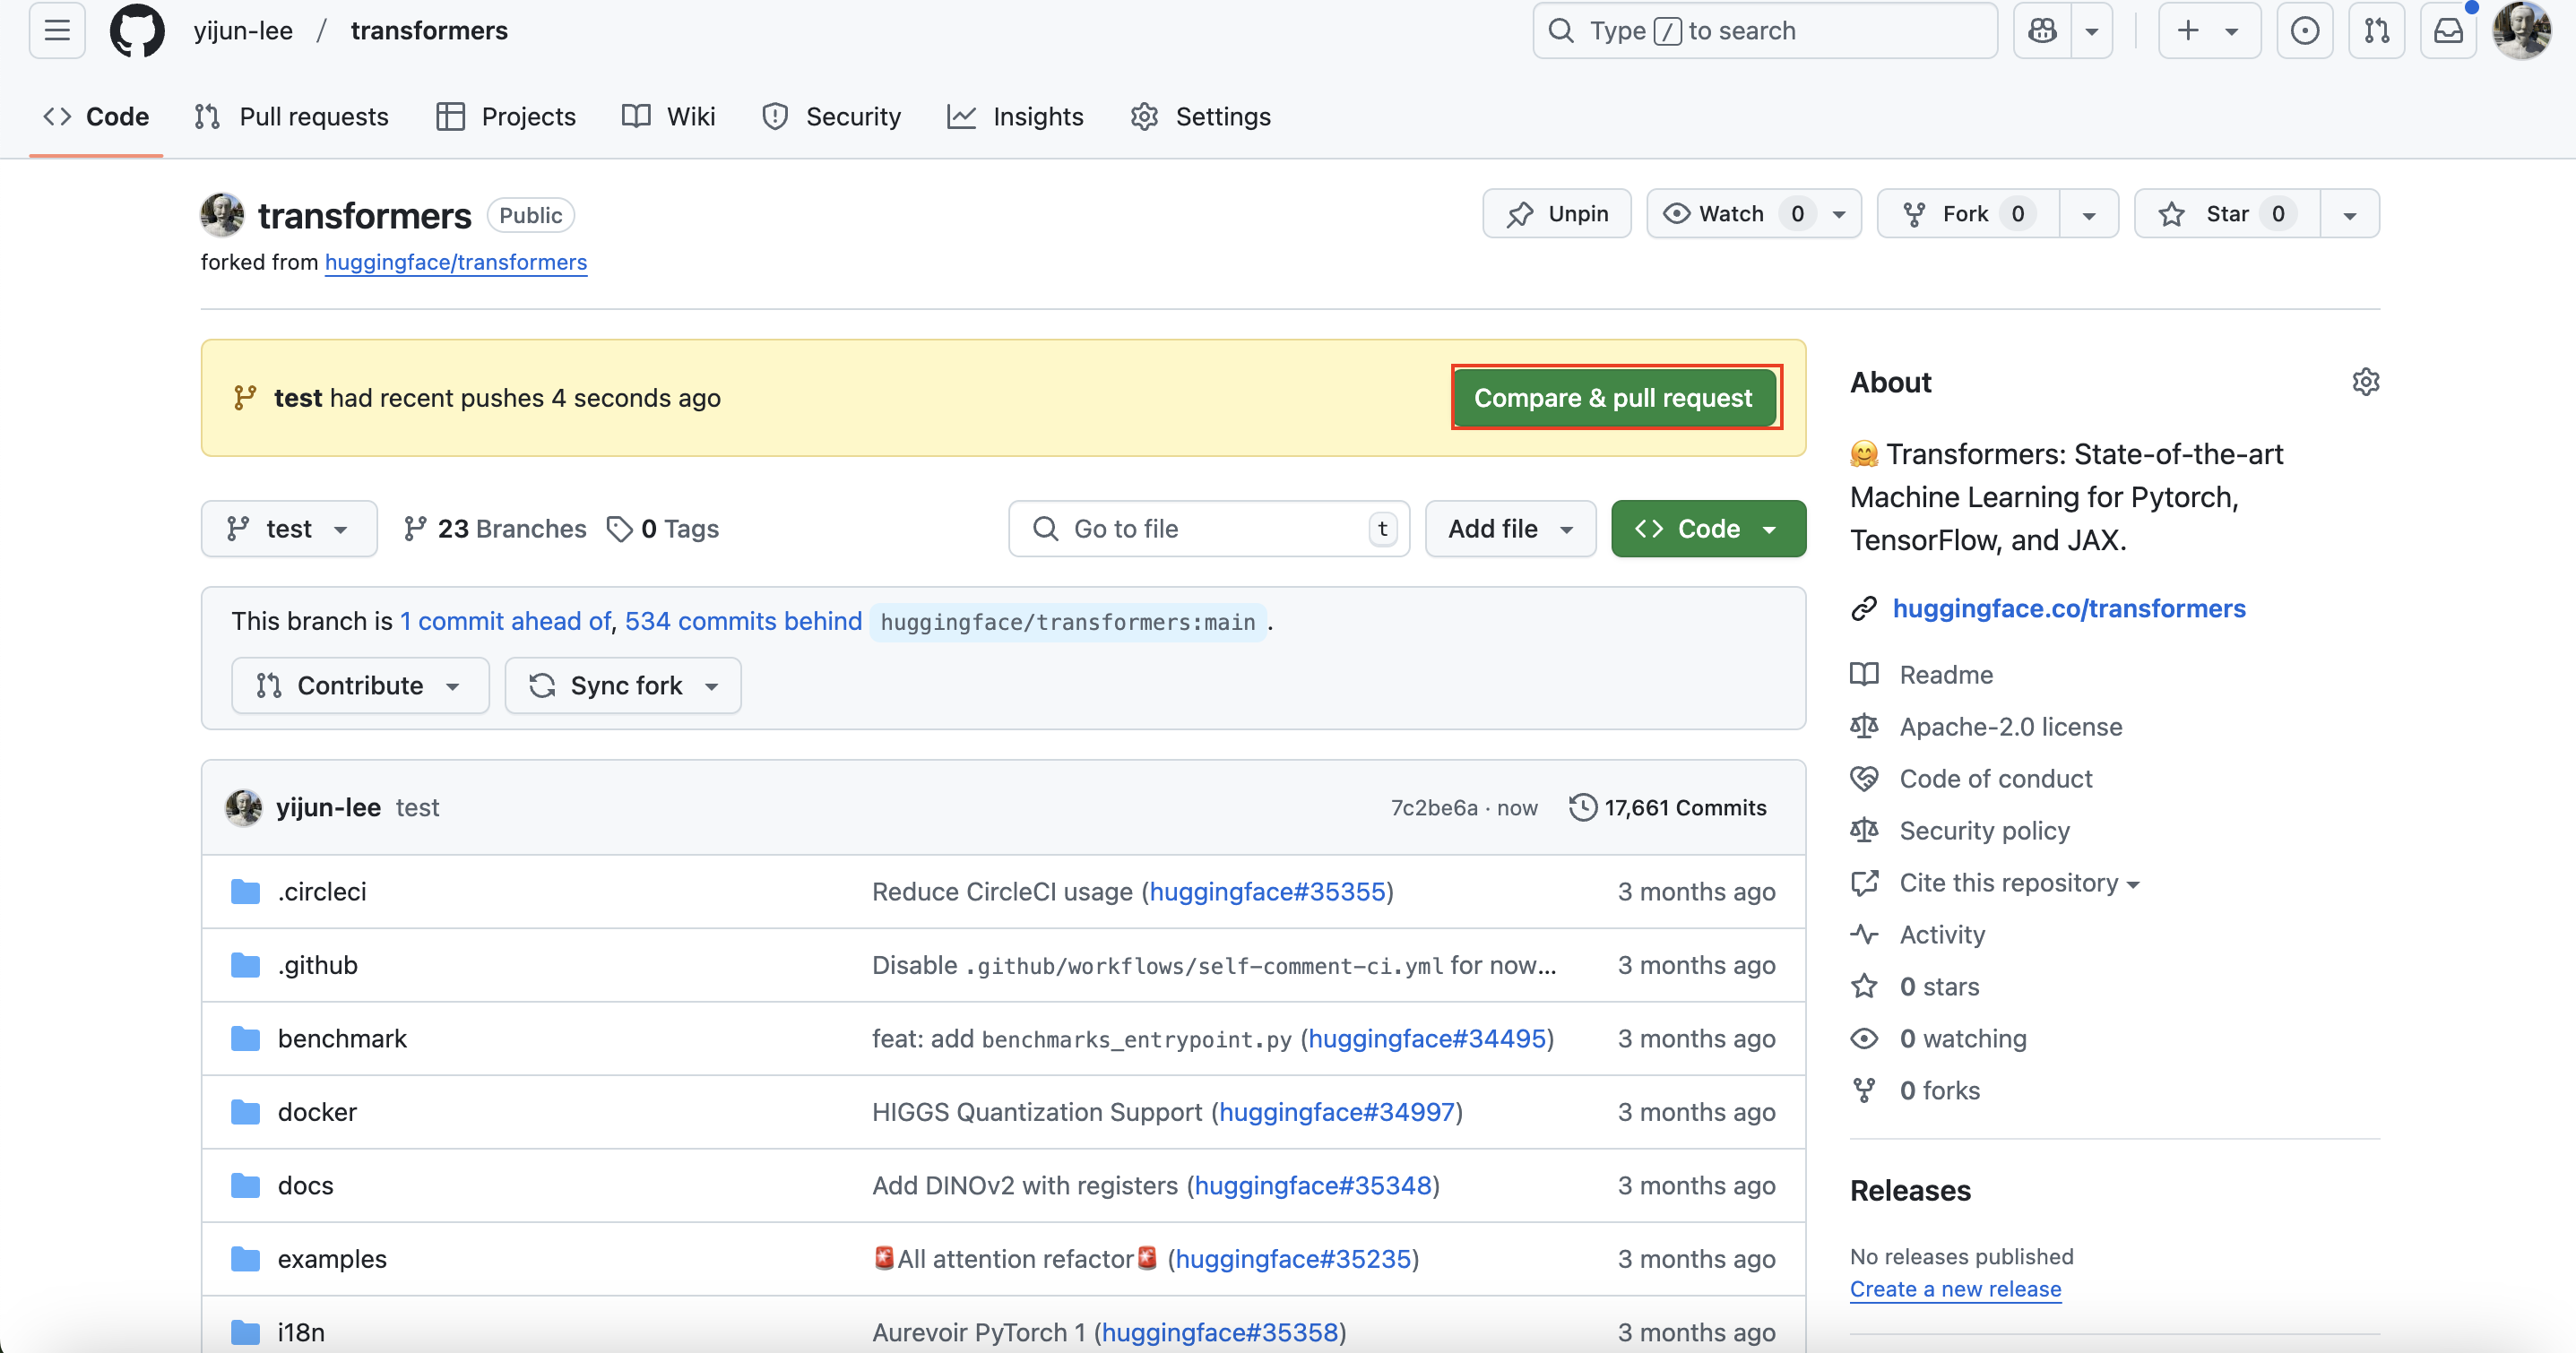 yijun-lee / transformers
Type / to search
Code Pull requests Projects Wiki Security Insights Settings
transformers Public
Unpin Watch 0 Fork 0 Star 0
forked from huggingface/transformers
test had recent pushes 4 seconds ago
Compare & pull request
test 23 Branches 0 Tags
Go to file t
Add file
Code
This branch is 1 commit ahead of, 534 commits behind huggingface/transformers:main .
Contribute Sync fork
yijun-lee test 7c2be6a · now 17,661 Commits
.circleci Reduce CircleCI usage (huggingface#35355) 3 months ago
.github Disable .github/workflows/self-comment-ci.yml for now... 3 months ago
benchmark feat: add benchmarks_entrypoint.py (huggingface#34495) 3 months ago
docker HIGGS Quantization Support (huggingface#34997) 3 months ago
docs Add DINOv2 with registers (huggingface#35348) 3 months ago
examples 🚨All attention refactor🚨 (huggingface#35235) 3 months ago
i18n Aurevoir PyTorch 1 (huggingface#35358) 3 months ago
About
🤗 Transformers: State-of-the-art
Machine Learning for Pytorch,
TensorFlow, and JAX.
huggingface.co/transformers
Readme
Apache-2.0 license
Code of conduct
Security policy
Cite this repository
Activity
0 stars
0 watching
0 forks
Releases
No releases published
Create a new release